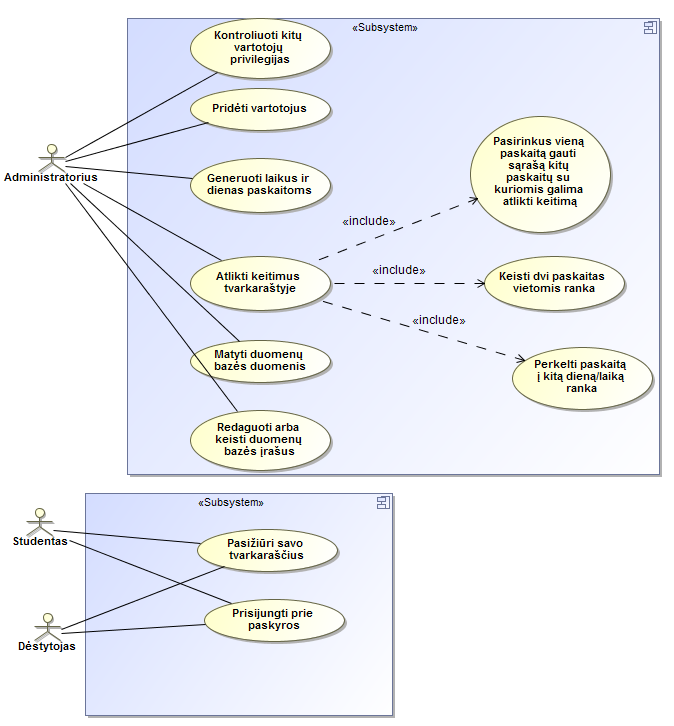 «Subsystem»
Kontroliuoti kitų
vartotojų
privilegijas
Pridėti vartotojus
Administratorius
Generuoti laikus ir
dienas paskaitoms
Pasirinkus vieną
paskaitą gauti
sąrašą kitų
paskaitų su
kuriomis galima
atlikti keitimą
«include»
Atlikti keitimus
tvarkaraštyje
«include»
Keisti dvi paskaitas
vietomis ranka
«include»
Matyti duomenų
bazės duomenis
Perkelti paskaitą
į kitą dieną/laiką
ranka
Redaguoti arba
keisti duomenų
bazės įrašus
«Subsystem»
Studentas
Pasižiūri savo
tvarkaraščius
Dėstytojas
Prisijungti prie
paskyros